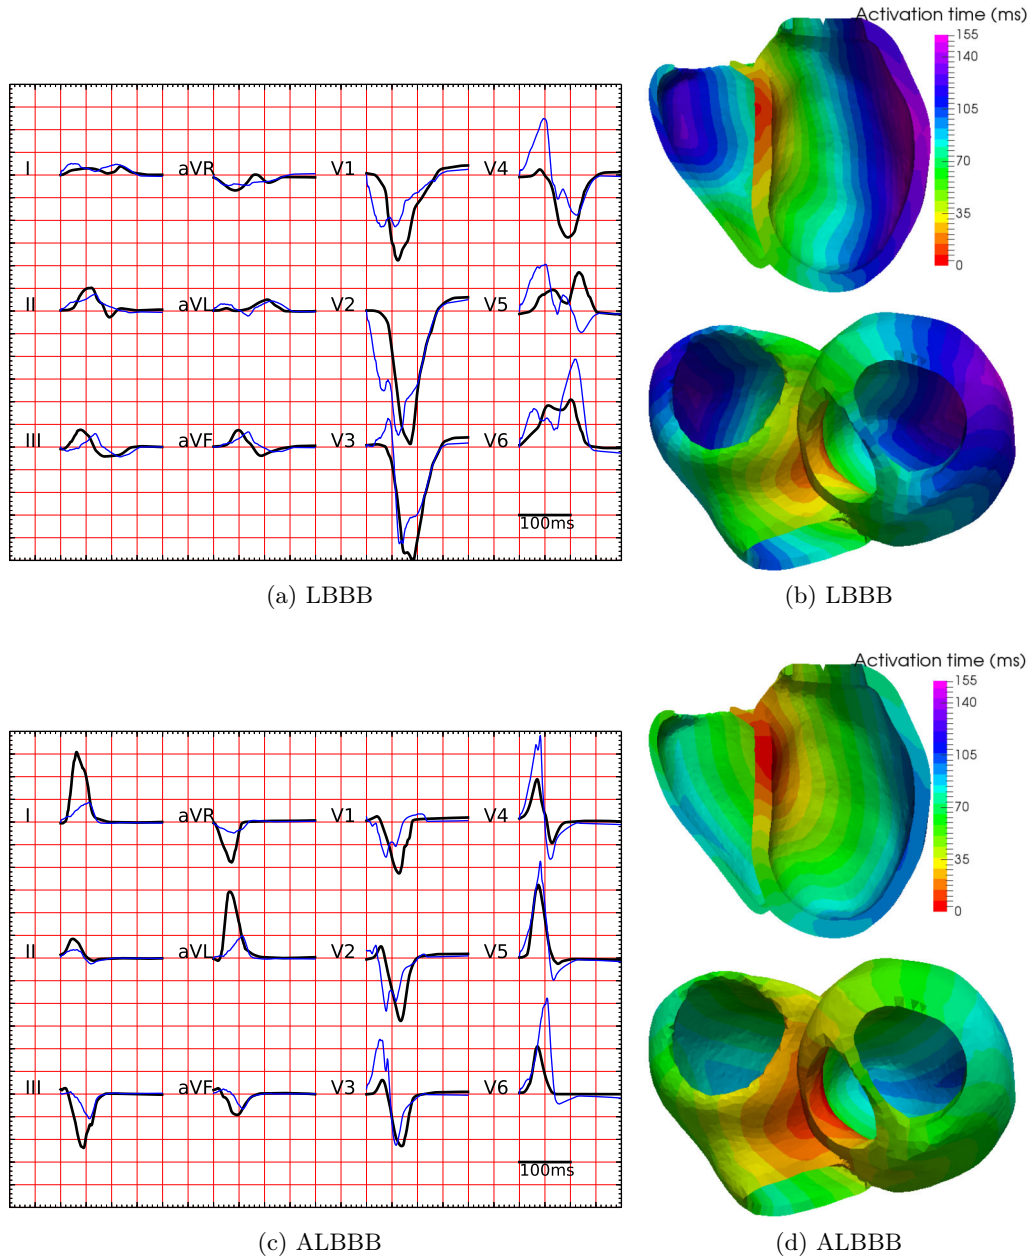 Activation time (ms)
155
140
105
70
35
0
I aVR V1 V4
II aVL V2 V5
III aVF V3 V6
100ms
(a) LBBB
(b) LBBB
Activation time (ms)
155
140
105
70
35
0
I aVR V1 V4
II aVL V2 V5
III aVF V3 V6
100ms
(c) ALBBB
(d) ALBBB